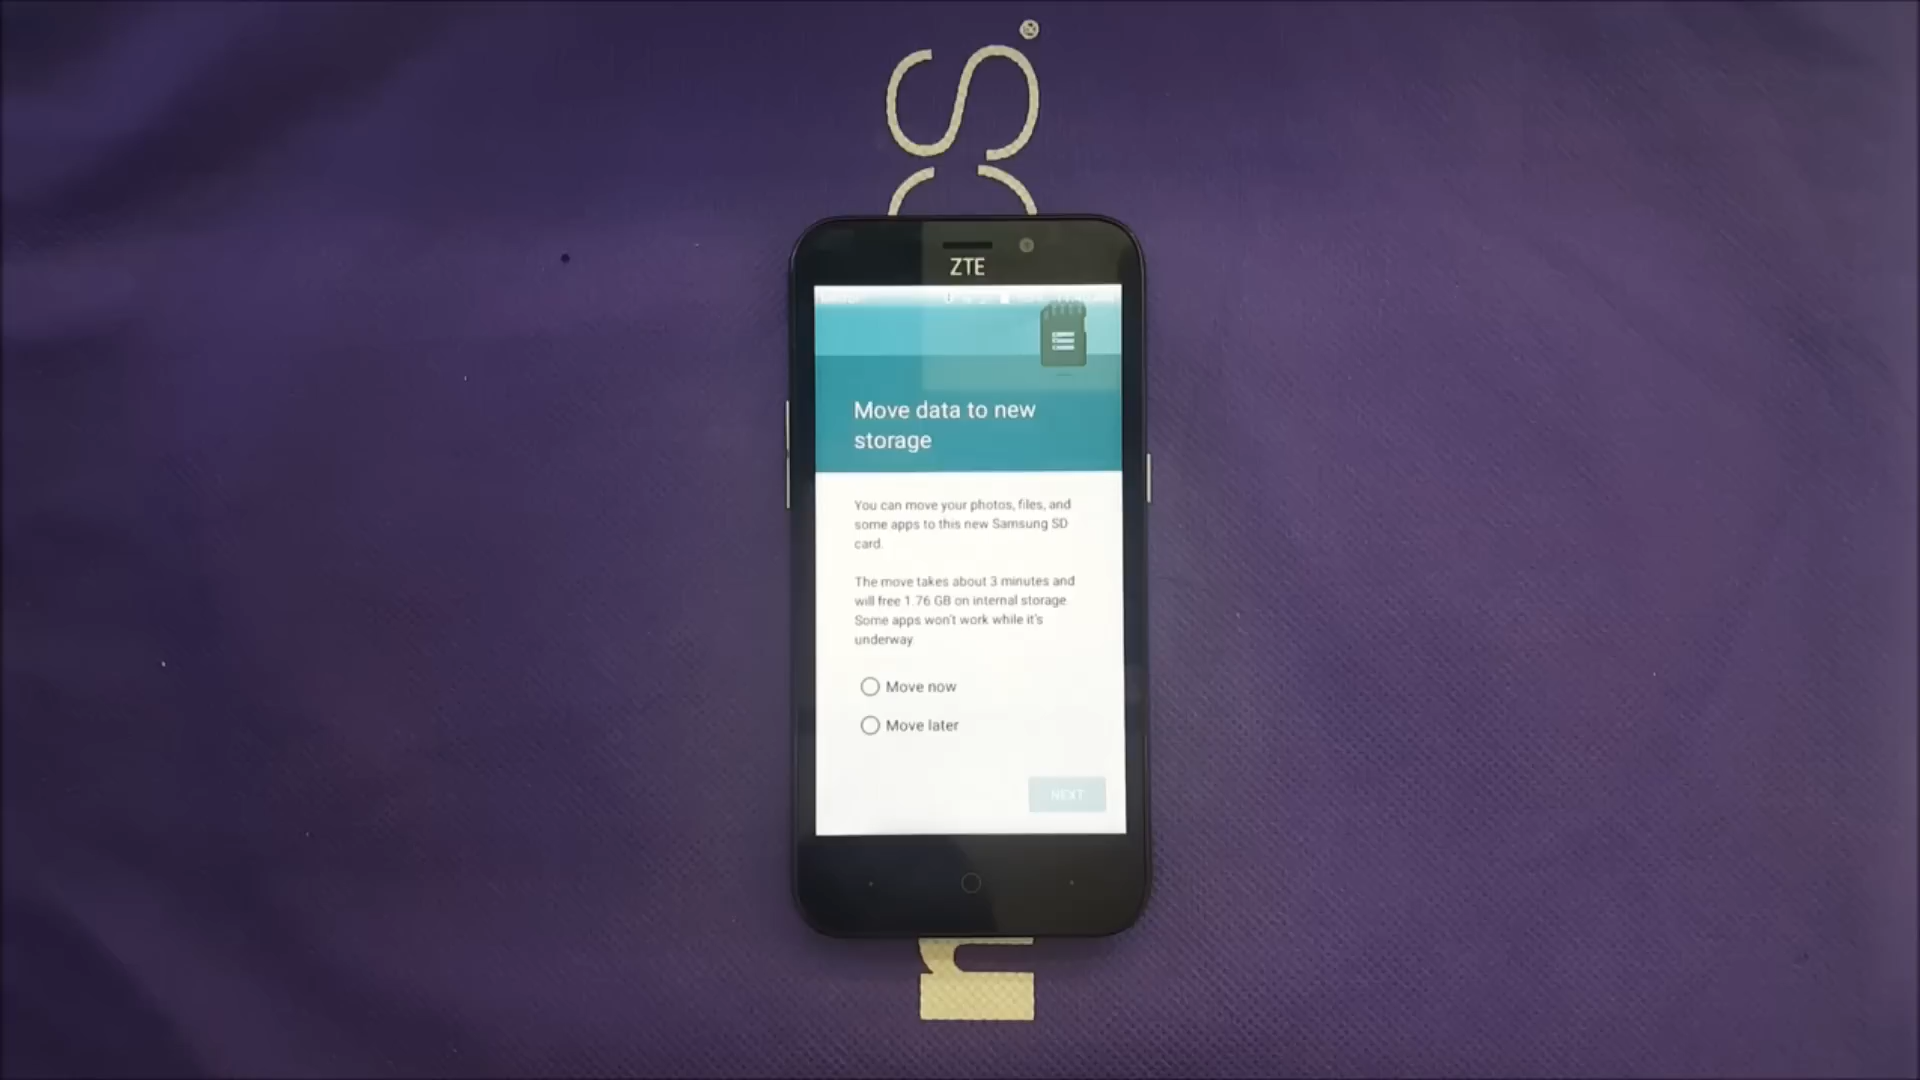 ZTE
Move data to new
storage
You can move your photos, files, and
some apps to this new Samsung SD
card.
The move takes about 3 minutes and
will free 1.76 GB on internal storage.
Some apps won't work while it's
underway.
Move now
Move later
NEXT